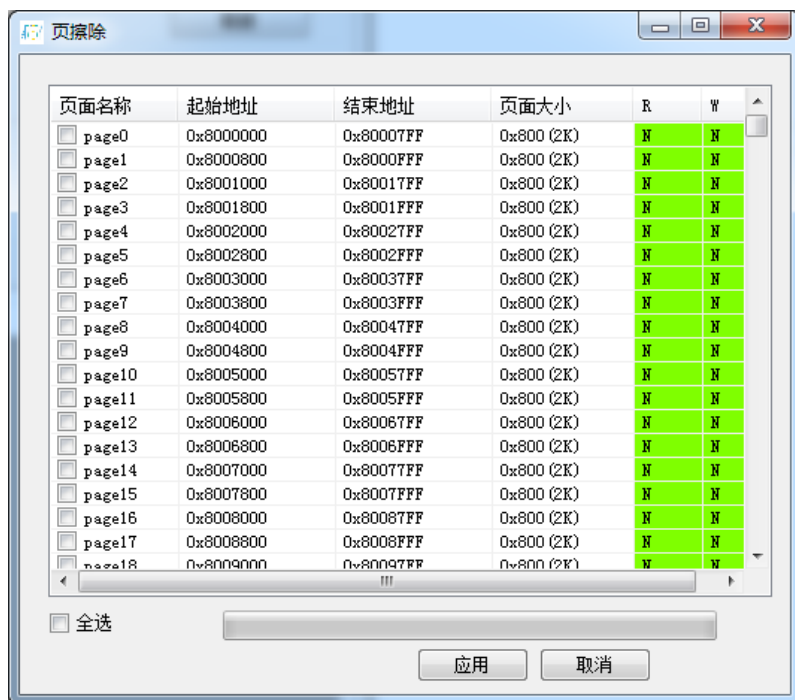 页擦除
页面名称 起始地址 结束地址 页面大小 R W
page0 0x8000000 0x80007FF 0x800 (2K) N N
page1 0x8000800 0x8000FFF 0x800 (2K) N N
page2 0x8001000 0x80017FF 0x800 (2K) N N
page3 0x8001800 0x8001FFF 0x800 (2K) N N
page4 0x8002000 0x80027FF 0x800 (2K) N N
page5 0x8002800 0x8002FFF 0x800 (2K) N N
page6 0x8003000 0x80037FF 0x800 (2K) N N
page7 0x8003800 0x8003FFF 0x800 (2K) N N
page8 0x8004000 0x80047FF 0x800 (2K) N N
page9 0x8004800 0x8004FFF 0x800 (2K) N N
page10 0x8005000 0x80057FF 0x800 (2K) N N
page11 0x8005800 0x8005FFF 0x800 (2K) N N
page12 0x8006000 0x80067FF 0x800 (2K) N N
page13 0x8006800 0x8006FFF 0x800 (2K) N N
page14 0x8007000 0x80077FF 0x800 (2K) N N
page15 0x8007800 0x8007FFF 0x800 (2K) N N
page16 0x8008000 0x80087FF 0x800 (2K) N N
page17 0x8008800 0x8008FFF 0x800 (2K) N N
page18 0x8009000 0x80097FF 0x800 (2K) N N
全选
应用 取消